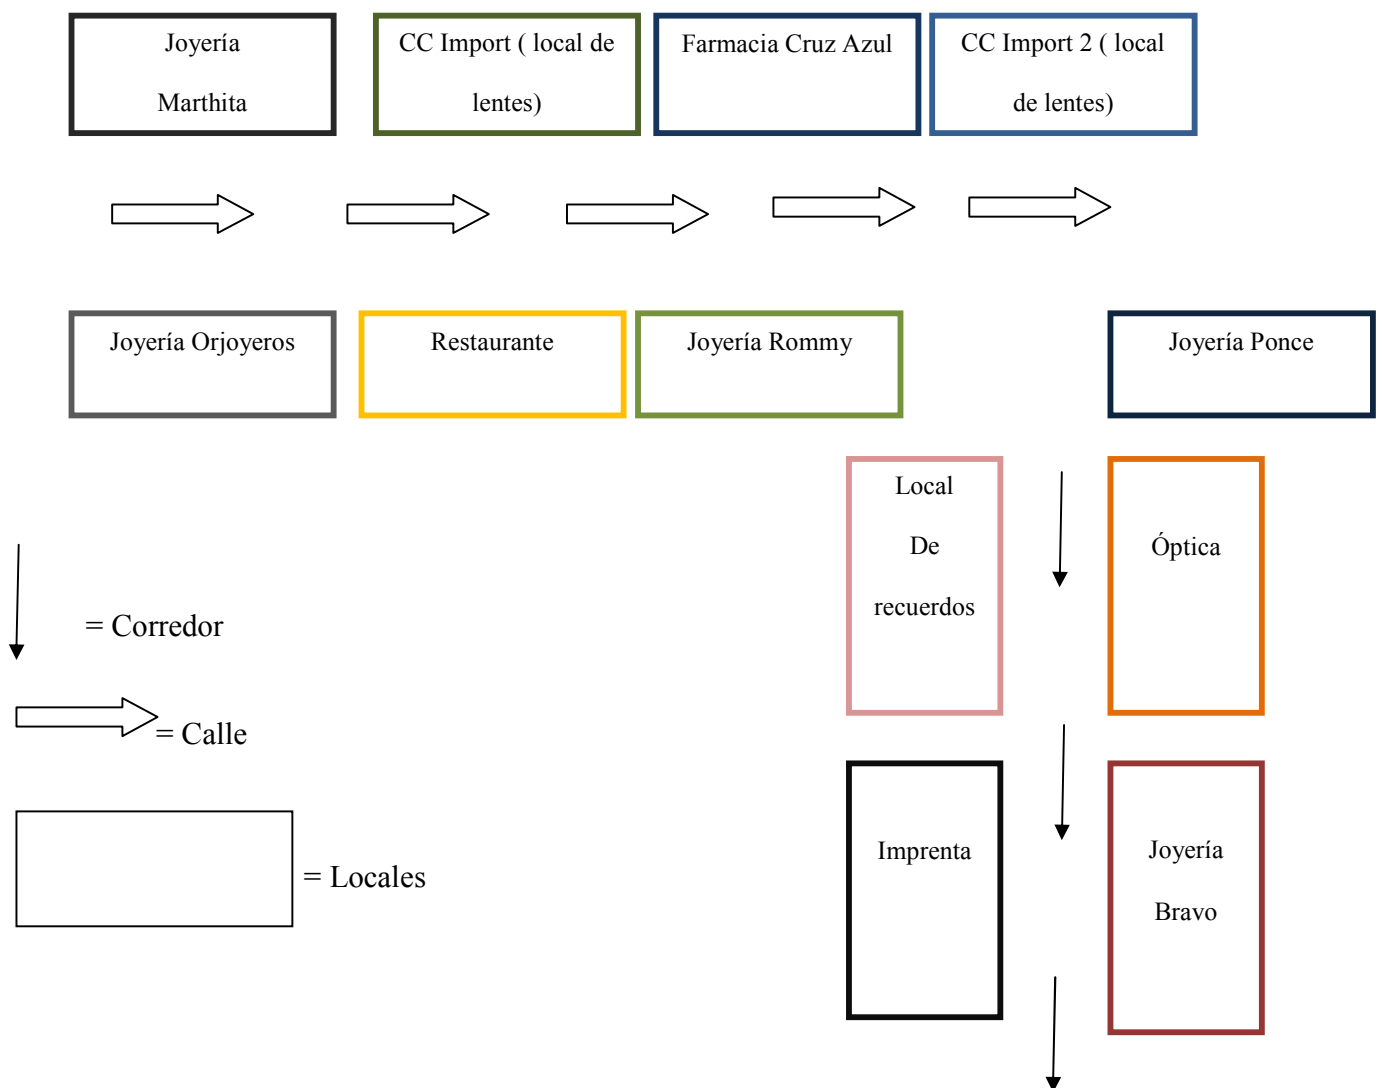 Joyería
Marthita
CC Import ( local de
lentes)
Farmacia Cruz Azul
CC Import 2 ( local
de lentes)
Joyería Orjoyeros
Restaurante
Joyería Rommy
Joyería Ponce
Local
De
recuerdos
Óptica
= Corredor
= Calle
Imprenta
Joyería
Bravo
= Locales